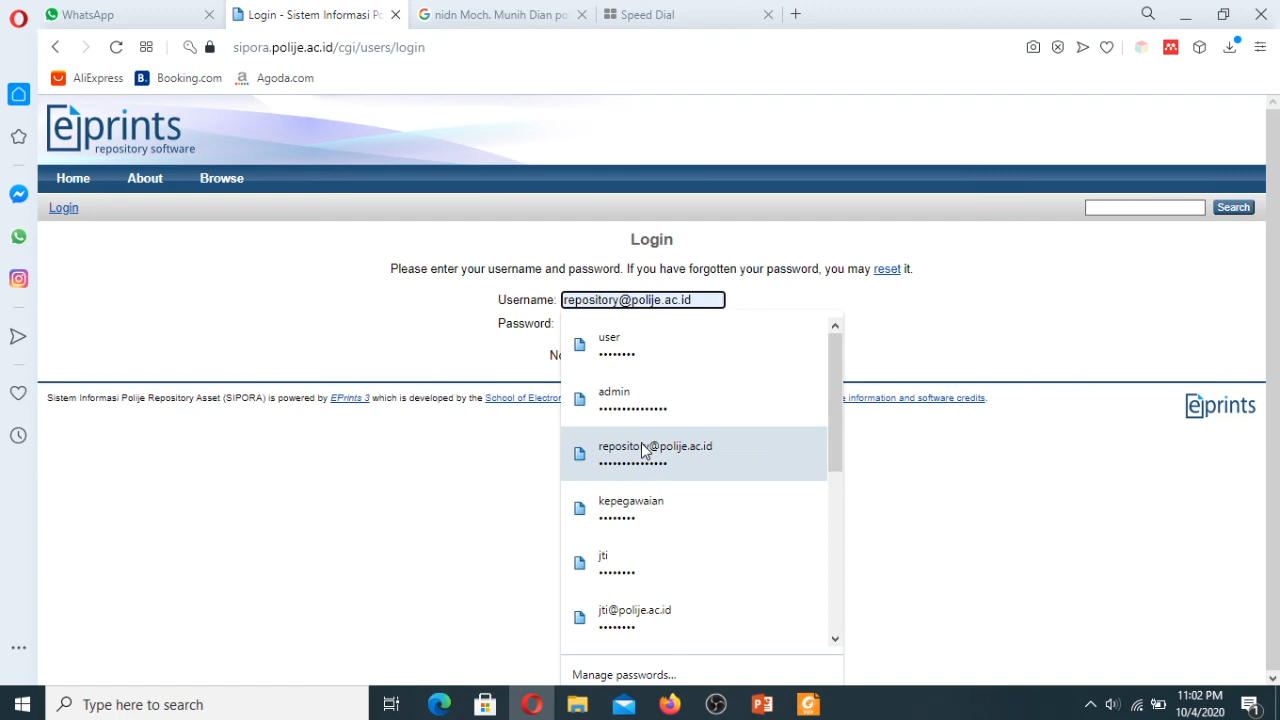 WhatsApp
Login - Sistem Informasi Pc
nidn Moch. Munih Dian po
Speed Dial
sipora.polije.ac.id/cgi/users/login
AliExpress
Booking.com
Agoda.com
eprints
repository software
Home About Browse
Login
Search
Login
Please enter your username and password. If you have forgotten your password, you may reset it.
Username: repository@polije.ac.id
Password:
No
user
••••••••
admin
•••••••••••••••
repository@polije.ac.id
•••••••••••••••
kepegawaian
••••••••
jti
••••••••
jti@polije.ac.id
••••••••
Manage passwords...
Sistem Informasi Polije Repository Asset (SIPORA) is powered by EPrints 3 which is developed by the School of Electron
e information and software credits.
eprints
Type here to search
11:02 PM
10/4/2020